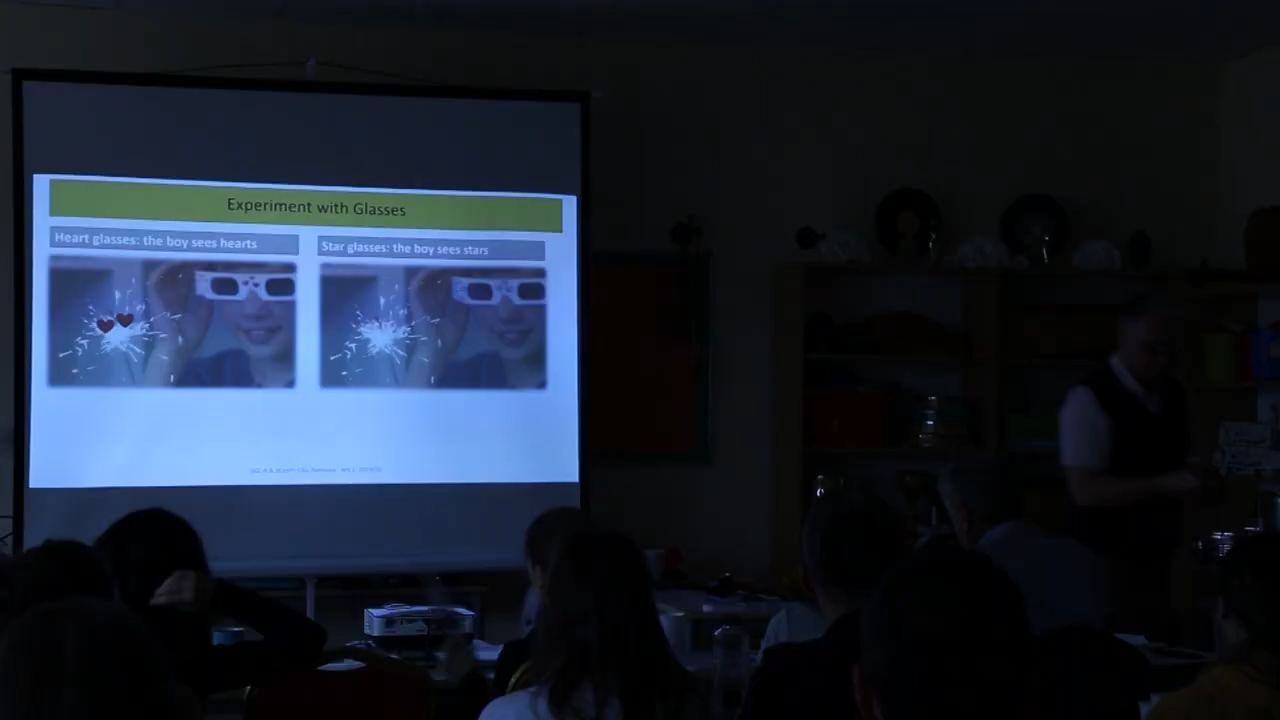 Experiment with Glasses
Heart glasses: the boy sees hearts
Star glasses: the boy sees stars